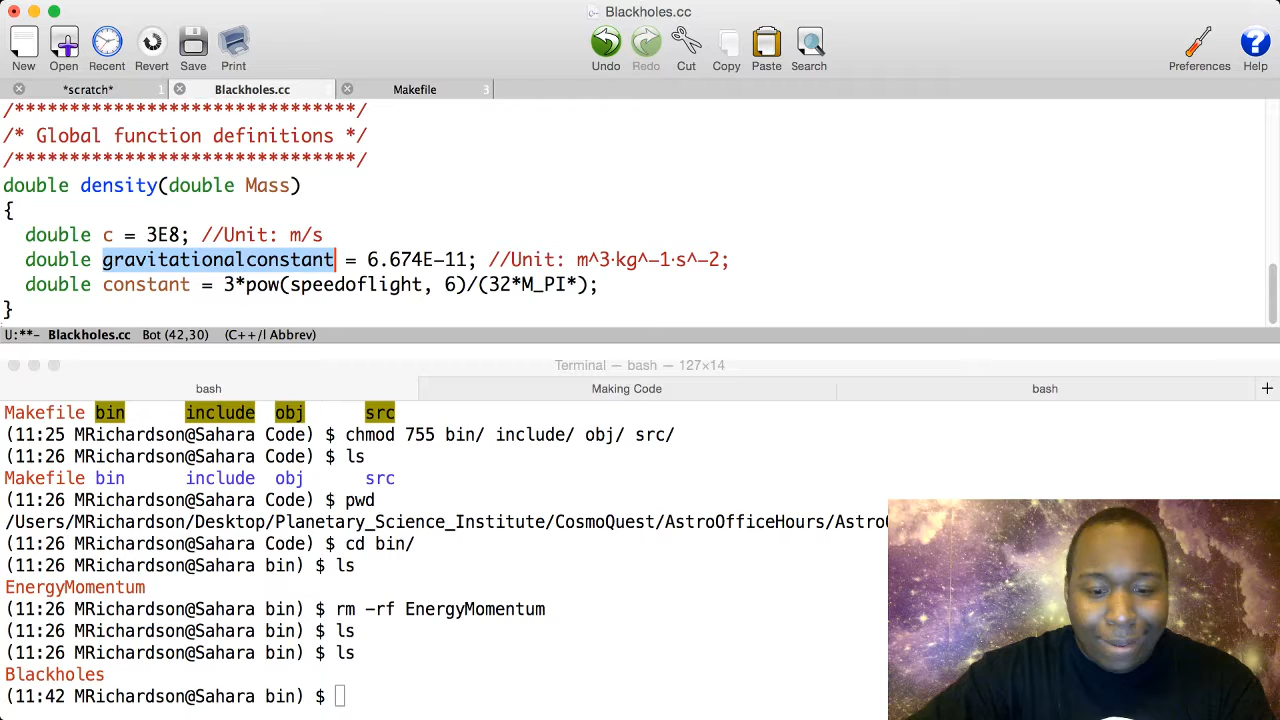 Blackholes.cc
New Open Recent Revert Save Print Undo Redo Cut Copy Paste Search Preferences Help
*scratch* 1 Blackholes.cc Makefile 3
/*******************************/
/* Global function definitions */
/*******************************/
double density(double Mass)
{
double c = 3E8; //Unit: m/s
double gravitationalconstant = 6.674E-11; //Unit: m^3·kg^-1·s^-2;
double constant = 3*pow(speedoflight, 6)/(32*M_PI*);
}
U:**- Blackholes.cc Bot (42,30) (C++/l Abbrev)
Terminal — bash — 127×14
bash Making Code bash +
Makefile bin include obj src
(11:25 MRichardson@Sahara Code) $ chmod 755 bin/ include/ obj/ src/
(11:26 MRichardson@Sahara Code) $ ls
Makefile bin include obj src
(11:26 MRichardson@Sahara Code) $ pwd
/Users/MRichardson/Desktop/Planetary_Science_Institute/CosmoQuest/AstroOfficeHours/Astro
(11:26 MRichardson@Sahara Code) $ cd bin/
(11:26 MRichardson@Sahara bin) $ ls
EnergyMomentum
(11:26 MRichardson@Sahara bin) $ rm -rf EnergyMomentum
(11:26 MRichardson@Sahara bin) $ ls
(11:26 MRichardson@Sahara bin) $ ls
Blackholes
(11:42 MRichardson@Sahara bin) $